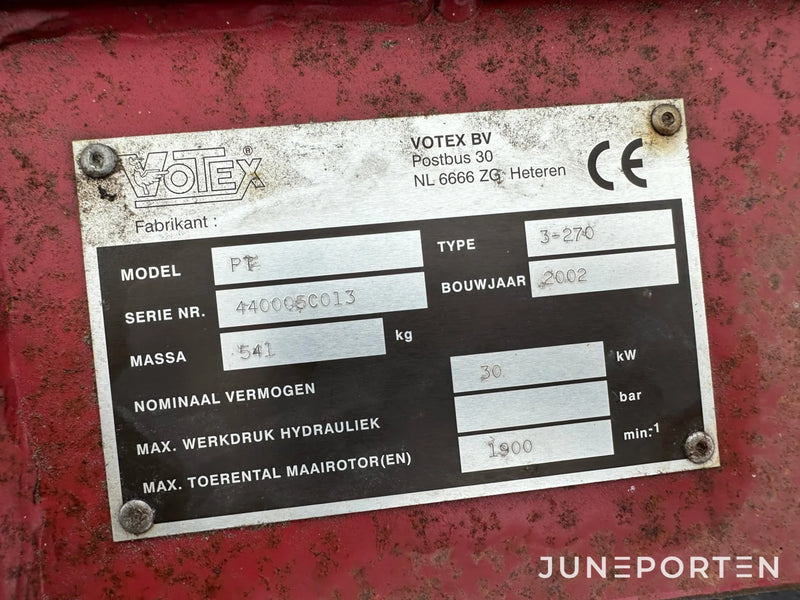 VOTEX®
VOTEX BV
Postbus 30
NL 6666 ZG Heteren
CE
Fabrikant :
MODEL PT TYPE 3-270
SERIE NR. 440005C013 BOUWJAAR 2002
MASSA 541 kg
NOMINAAL VERMOGEN 30 kW
MAX. WERKDRUK HYDRAULIEK bar
MAX. TOERENTAL MAAIROTOR(EN) 1900 min.-1
JUNEPORTEN